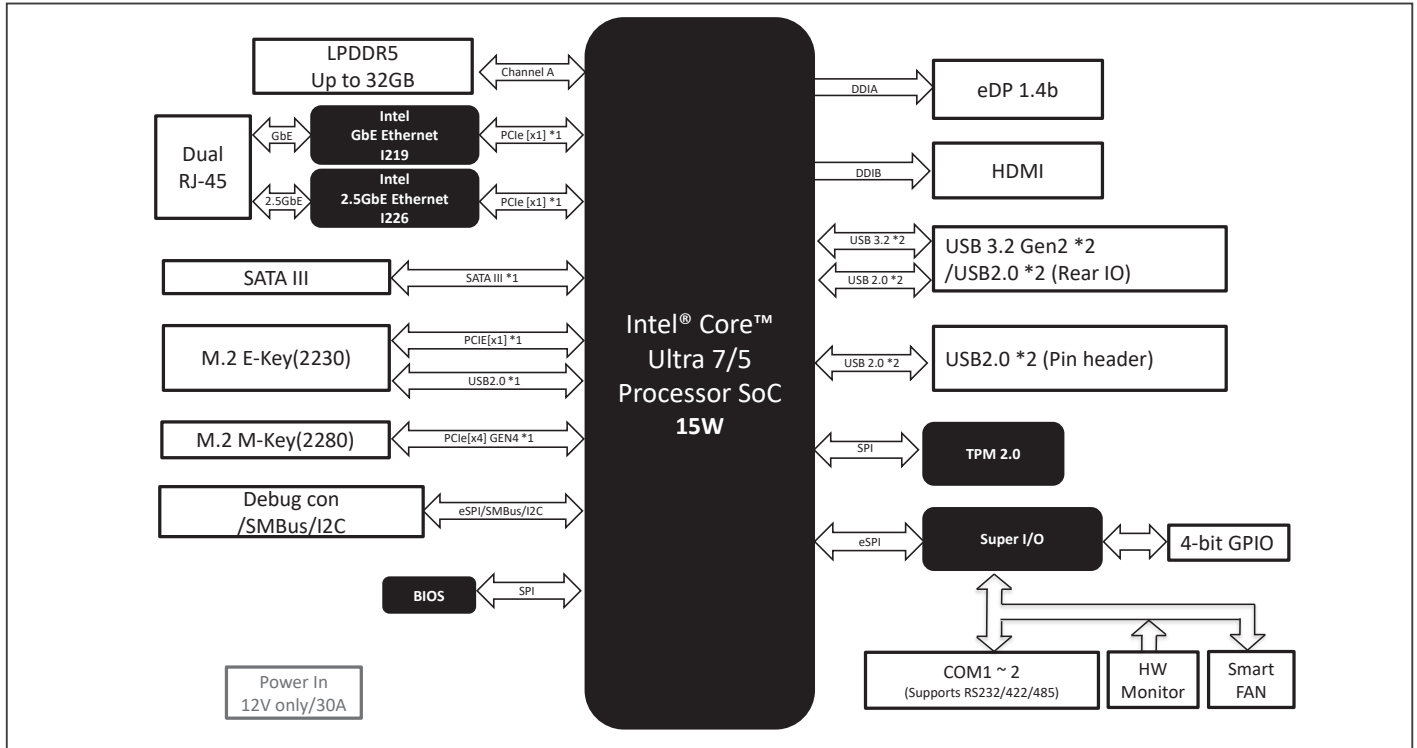 LPDDR5
Up to 32GB
Channel A
Dual
RJ-45
GbE
Intel
GbE Ethernet
I219
PCIe [x1] *1
2.5GbE
Intel
2.5GbE Ethernet
I226
PCIe [x1] *1
SATA III
SATA III *1
M.2 E-Key(2230)
PCIE[x1] *1
USB2.0 *1
M.2 M-Key(2280)
PCIe[x4] GEN4 *1
Debug con
/SMBus/I2C
eSPI/SMBus/I2C
BIOS
SPI
Power In
12V only/30A
Intel® Core™
Ultra 7/5
Processor SoC
15W
DDIA
eDP 1.4b
DDIB
HDMI
USB 3.2 *2
USB 2.0 *2
USB 3.2 Gen2 *2
/USB2.0 *2 (Rear IO)
USB 2.0 *2
USB2.0 *2 (Pin header)
SPI
TPM 2.0
eSPI
Super I/O
4-bit GPIO
COM1 ~ 2
(Supports RS232/422/485)
HW
Monitor
Smart
FAN